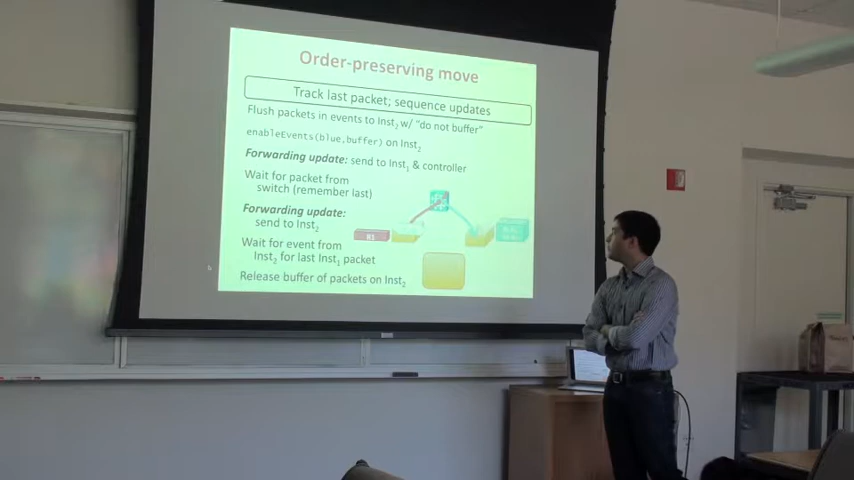 Order-preserving move
Track last packet; sequence updates
Flush packets in events to Inst2 w/ "do not buffer"
enableEvents(blue,buffer) on Inst2
Forwarding update: send to Inst1 & controller
Wait for packet from
switch (remember last)
Forwarding update:
send to Inst2
Wait for event from
Inst2 for last Inst1 packet
Release buffer of packets on Inst2